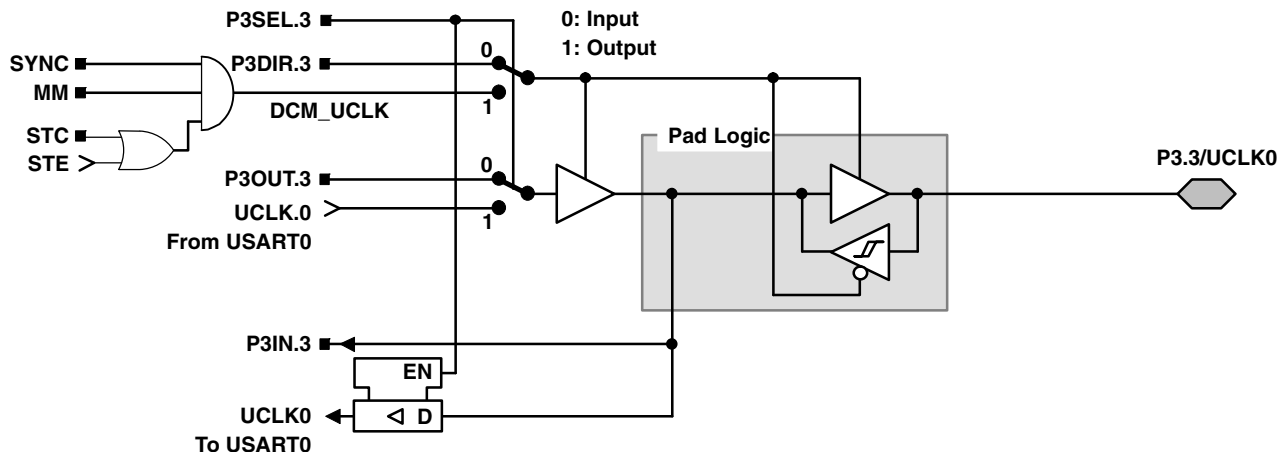 P3SEL.3
0: Input
1: Output
SYNC
P3DIR.3
0
MM
1
DCM_UCLK
STC
STE
Pad Logic
P3.3/UCLK0
P3OUT.3
0
UCLK.0
1
From USART0
P3IN.3
EN
UCLK0
D
To USART0